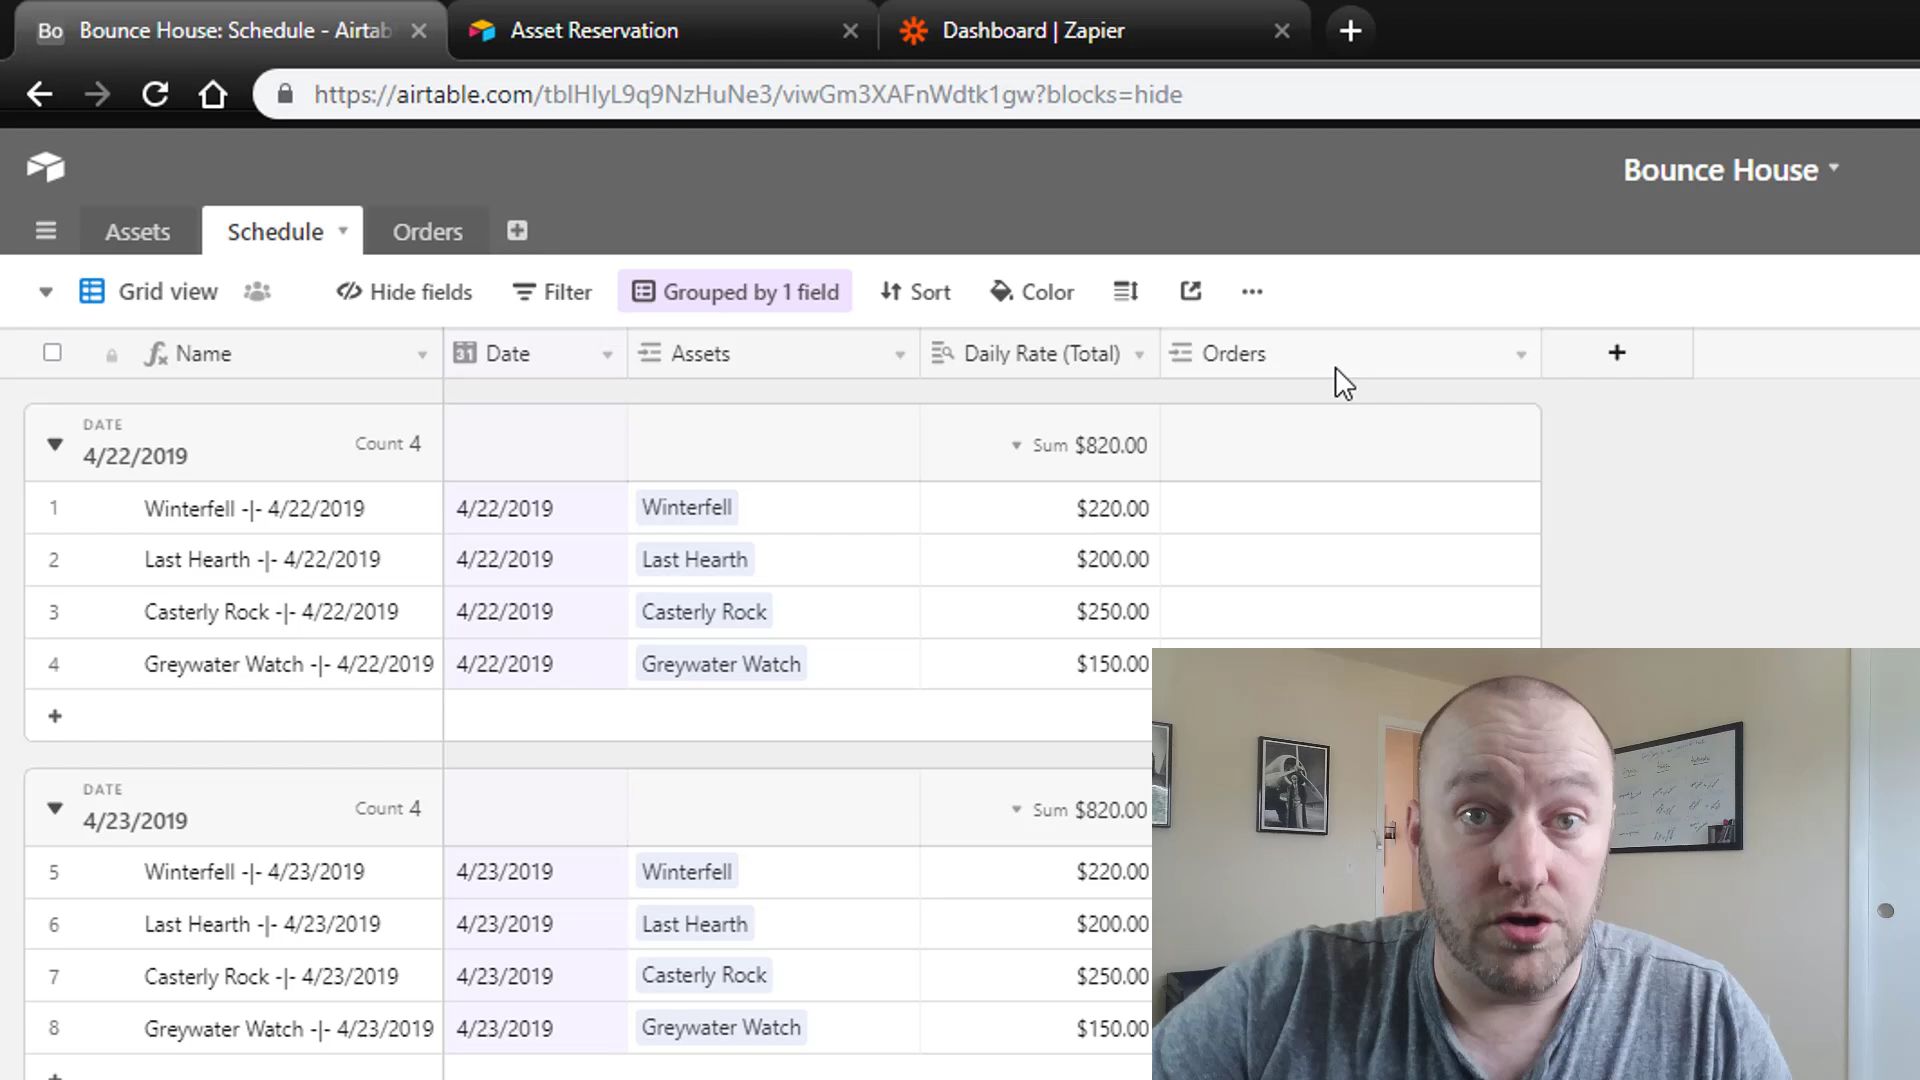 Bo Bounce House: Schedule - Airtab
Asset Reservation
Dashboard | Zapier
https://airtable.com/tblHlyL9q9NzHuNe3/viwGm3XAFnWdtk1gw?blocks=hide
Bounce House
Assets Schedule Orders
Grid view Hide fields Filter Grouped by 1 field Sort Color
Name 31 Date Assets Daily Rate (Total) Orders
DATE
4/22/2019 Count 4 Sum $820.00
1 Winterfell -|- 4/22/2019 4/22/2019 Winterfell $220.00
2 Last Hearth -|- 4/22/2019 4/22/2019 Last Hearth $200.00
3 Casterly Rock -|- 4/22/2019 4/22/2019 Casterly Rock $250.00
4 Greywater Watch -|- 4/22/2019 4/22/2019 Greywater Watch $150.00
DATE
4/23/2019 Count 4 Sum $820.00
5 Winterfell -|- 4/23/2019 4/23/2019 Winterfell $220.00
6 Last Hearth -|- 4/23/2019 4/23/2019 Last Hearth $200.00
7 Casterly Rock -|- 4/23/2019 4/23/2019 Casterly Rock $250.00
8 Greywater Watch -|- 4/23/2019 4/23/2019 Greywater Watch $150.00